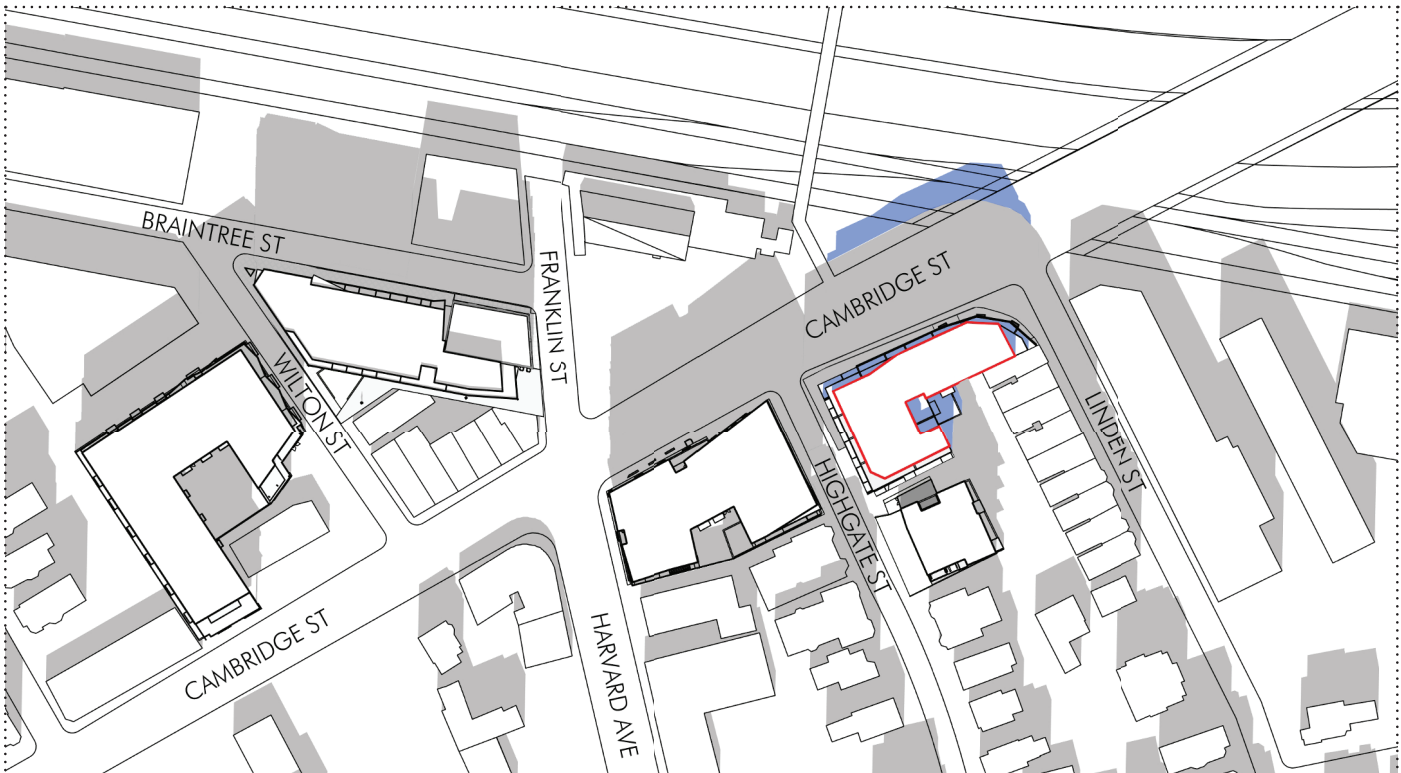 BRAINTREE ST
FRANKLIN ST
CAMBRIDGE ST
WILTON ST
LINDEN ST
HIGHGATE ST
CAMBRIDGE ST
HARVARD AVE